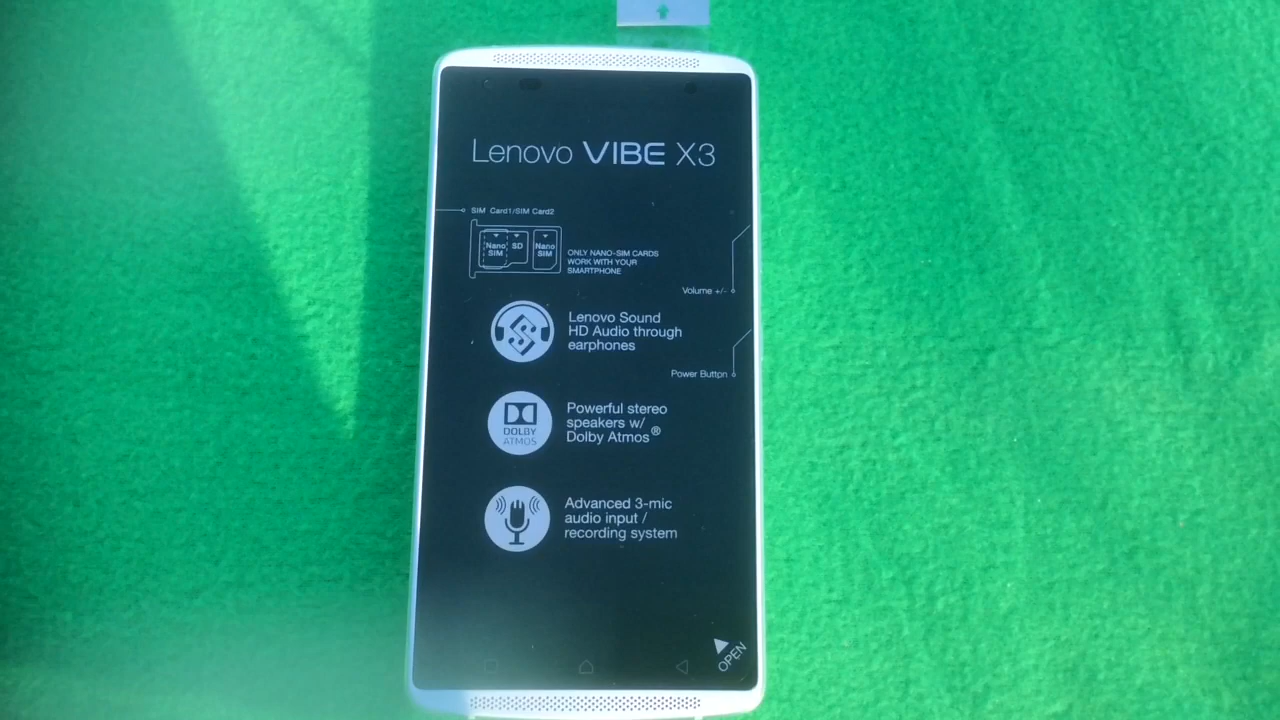 Lenovo VIBE X3
SIM Card1/SIM Card2
Nano SIM
SD
Nano SIM
ONLY NANO-SIM CARDS
WORK WITH YOUR
SMARTPHONE
Volume +/-
Lenovo Sound
HD Audio through
earphones
Power Button
DOLBY
ATMOS
Powerful stereo
speakers w/
Dolby Atmos®
Advanced 3-mic
audio input /
recording system
OPEN